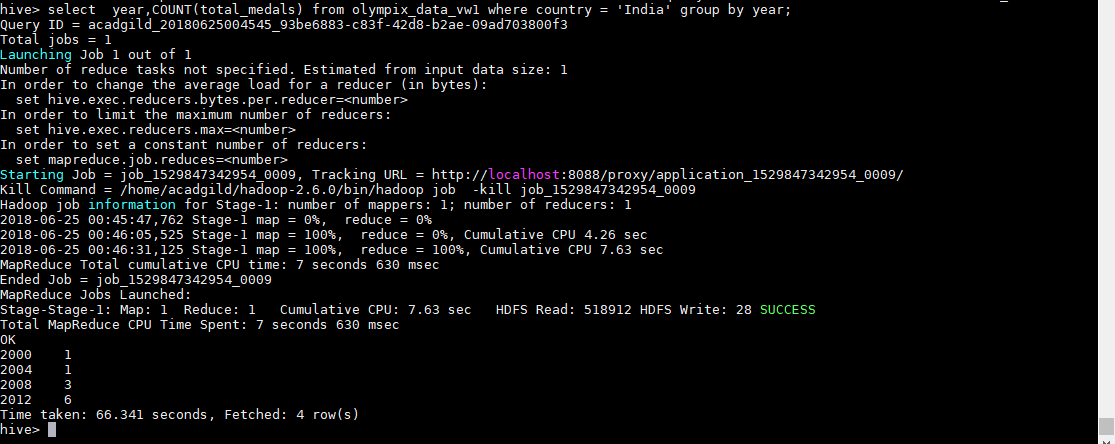 hive> select  year,COUNT(total_medals) from olympix_data_vw1 where country = 'India' group by year;
Query ID = acadgild_20180625004545_93be6883-c83f-42d8-b2ae-09ad703800f3
Total jobs = 1
Launching Job 1 out of 1
Number of reduce tasks not specified. Estimated from input data size: 1
In order to change the average load for a reducer (in bytes):
  set hive.exec.reducers.bytes.per.reducer=<number>
In order to limit the maximum number of reducers:
  set hive.exec.reducers.max=<number>
In order to set a constant number of reducers:
  set mapreduce.job.reduces=<number>
Starting Job = job_1529847342954_0009, Tracking URL = http://localhost:8088/proxy/application_1529847342954_0009/
Kill Command = /home/acadgild/hadoop-2.6.0/bin/hadoop job  -kill job_1529847342954_0009
Hadoop job information for Stage-1: number of mappers: 1; number of reducers: 1
2018-06-25 00:45:47,762 Stage-1 map = 0%,  reduce = 0%
2018-06-25 00:46:05,525 Stage-1 map = 100%,  reduce = 0%, Cumulative CPU 4.26 sec
2018-06-25 00:46:31,125 Stage-1 map = 100%,  reduce = 100%, Cumulative CPU 7.63 sec
MapReduce Total cumulative CPU time: 7 seconds 630 msec
Ended Job = job_1529847342954_0009
MapReduce Jobs Launched:
Stage-Stage-1: Map: 1  Reduce: 1   Cumulative CPU: 7.63 sec   HDFS Read: 518912 HDFS Write: 28 SUCCESS
Total MapReduce CPU Time Spent: 7 seconds 630 msec
OK
2000    1
2004    1
2008    3
2012    6
Time taken: 66.341 seconds, Fetched: 4 row(s)
hive>